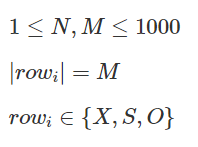 1 ≤ N, M ≤ 1000
|row_i| = M
row_i ∈ {X, S, O}